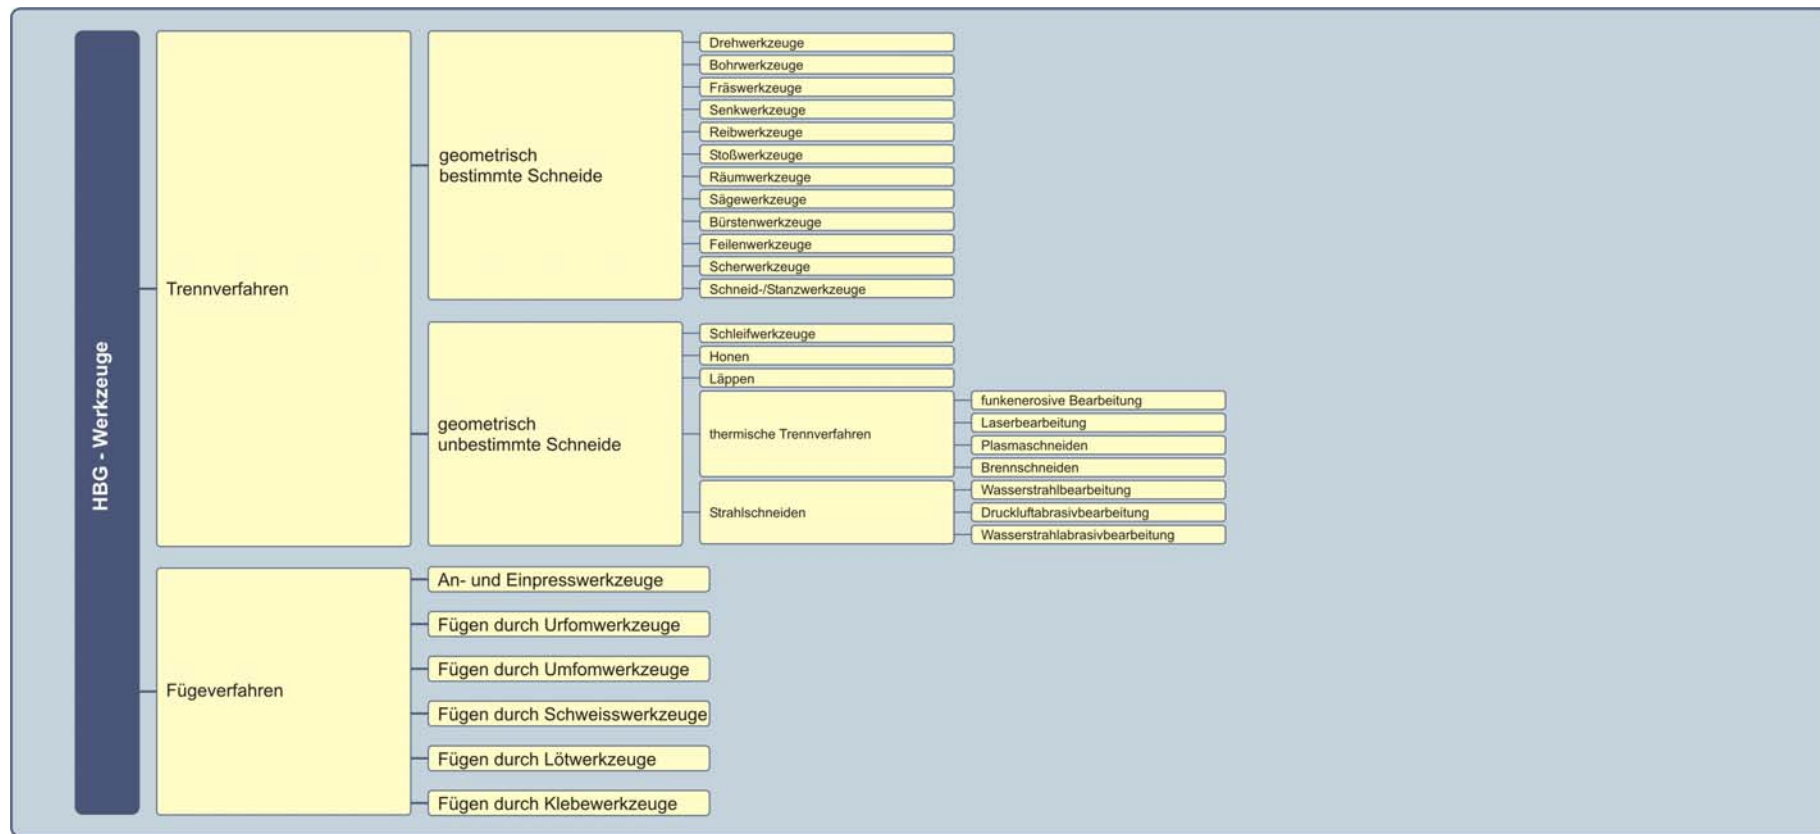 HBG - Werkzeuge
Trennverfahren
geometrisch
bestimmte Schneide
Drehwerkzeuge
Bohrwerkzeuge
Fräswerkzeuge
Senkwerkzeuge
Reibwerkzeuge
Stoßwerkzeuge
Räumwerkzeuge
Sägewerkzeuge
Bürstenwerkzeuge
Feilenwerkzeuge
Scherwerkzeuge
Schneid-/Stanzwerkzeuge
geometrisch
unbestimmte Schneide
Schleifwerkzeuge
Honen
Läppen
thermische Trennverfahren
funkenerosive Bearbeitung
Laserbearbeitung
Plasmaschneiden
Brennschneiden
Strahlschneiden
Wasserstrahlbearbeitung
Druckluftabrasivbearbeitung
Wasserstrahlabrasivbearbeitung
Fügeverfahren
An- und Einpresswerkzeuge
Fügen durch Urfomwerkzeuge
Fügen durch Umfomwerkzeuge
Fügen durch Schweisswerkzeuge
Fügen durch Lötwerkzeuge
Fügen durch Klebewerkzeuge